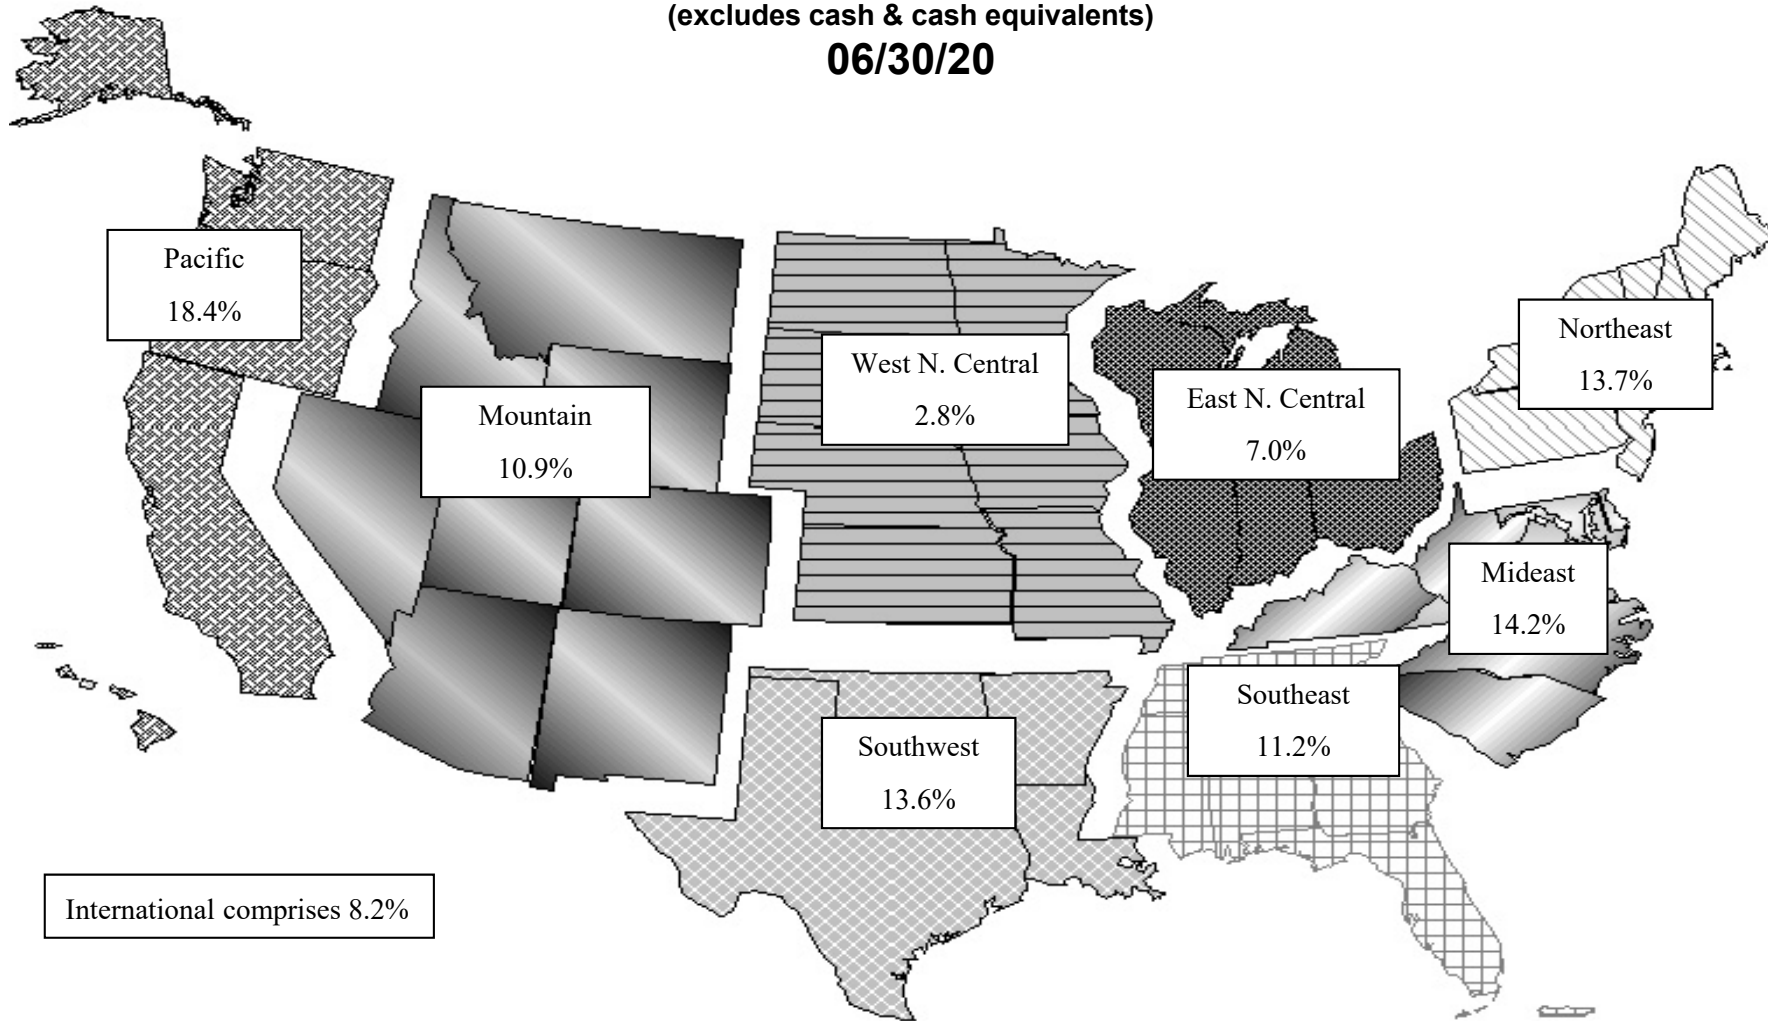 (excludes cash & cash equivalents)
06/30/20
Pacific
18.4%
Mountain
10.9%
West N. Central
2.8%
East N. Central
7.0%
Northeast
13.7%
Mideast
14.2%
Southeast
11.2%
Southwest
13.6%
International comprises 8.2%